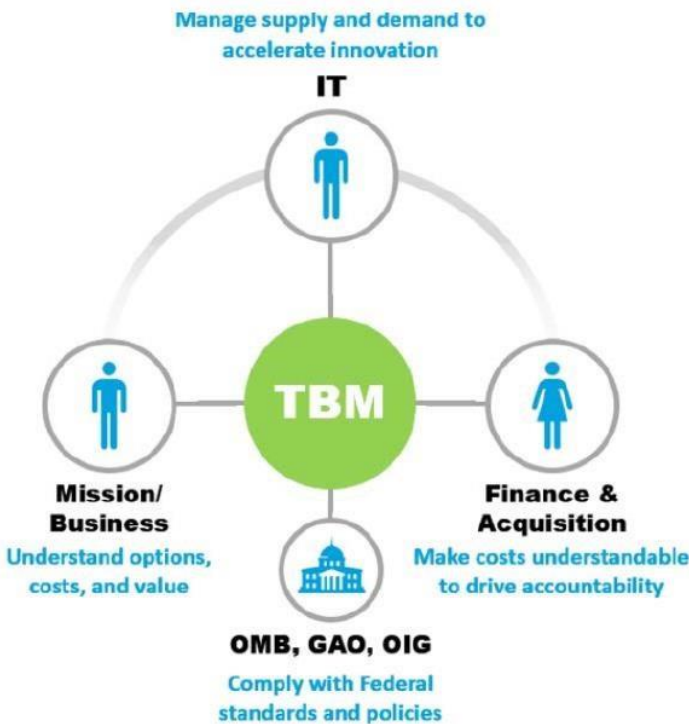 Manage supply and demand to
accelerate innovation
IT
TBM
Mission/
Business
Understand options,
costs, and value
Finance &
Acquisition
Make costs understandable
to drive accountability
OMB, GAO, OIG
Comply with Federal
standards and policies